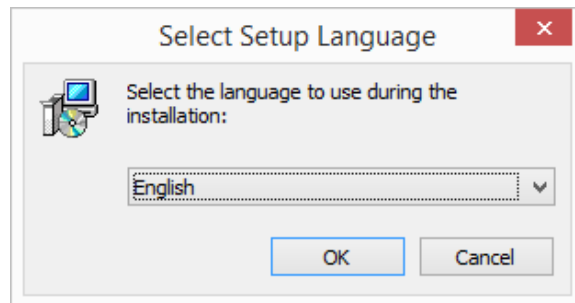 Select Setup Language
Select the language to use during the
installation:
English
OK
Cancel